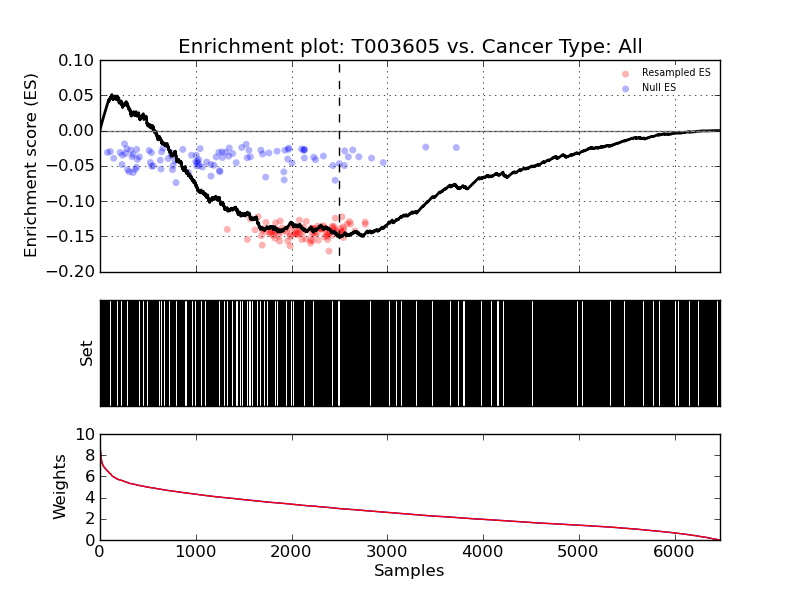 Enrichment plot: T003605 vs. Cancer Type: All
0.10
0.05
0.00
−0.05
−0.10
−0.15
−0.20
Enrichment score (ES)
Resampled ES
Null ES
Set
10
8
6
4
2
0
Weights
0 1000 2000 3000 4000 5000 6000
Samples